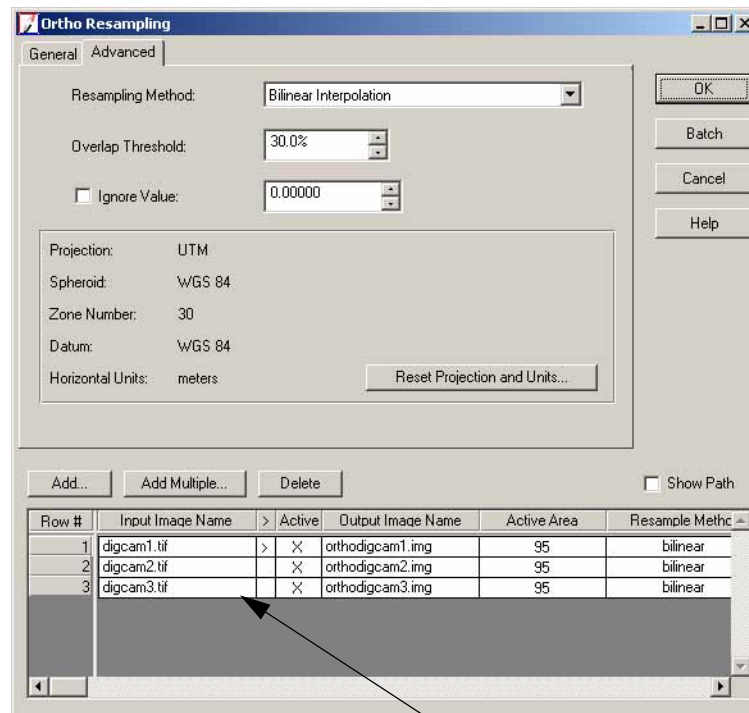 Ortho Resampling
General Advanced
Resampling Method: Bilinear Interpolation
Overlap Threshold: 30.0%
Ignore Value: 0.00000
Projection: UTM
Spheroid: WGS 84
Zone Number: 30
Datum: WGS 84
Horizontal Units: meters Reset Projection and Units...
OK
Batch
Cancel
Help
Add... Add Multiple... Delete Show Path
Row # Input Image Name > Active Output Image Name Active Area Resample Metho
1 digcam1.tif > X orthodigcam1.img 95 bilinear
2 digcam2.tif X orthodigcam2.img 95 bilinear
3 digcam3.tif X orthodigcam3.img 95 bilinear